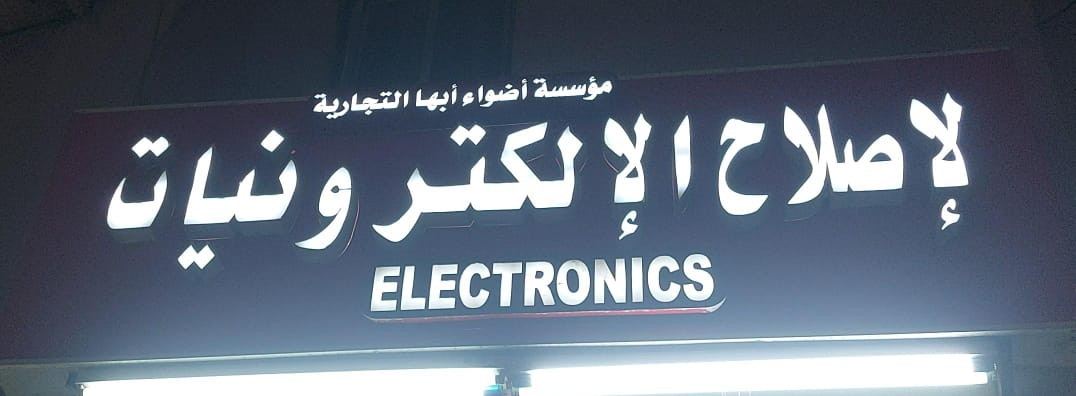 مؤسسة أضواء أبها التجارية
لإصلاح الإلكترونيات
ELECTRONICS